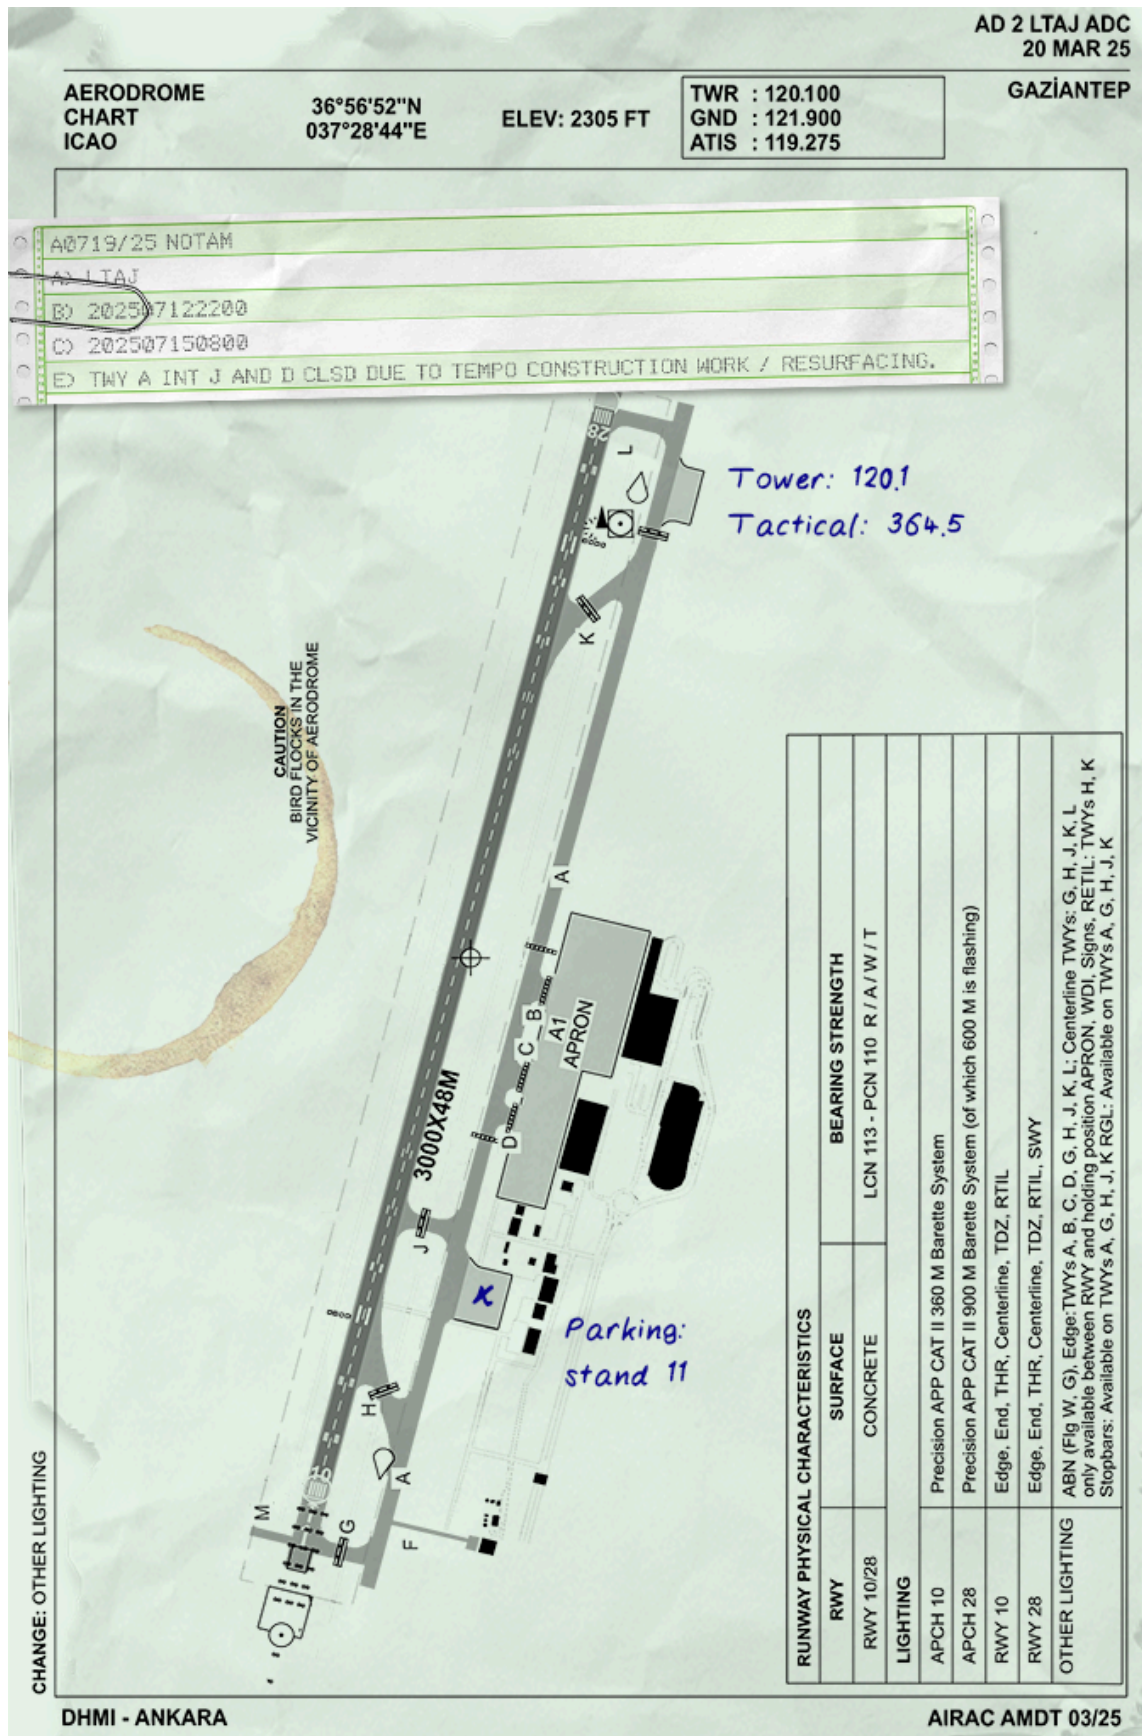 AD 2 LTAJ ADC
20 MAR 25
AERODROME
CHART
ICAO
36°56'52"N
037°28'44"E
ELEV: 2305 FT
TWR : 120.100
GND : 121.900
ATIS : 119.275
GAZİANTEP
A0719/25 NOTAM
A) LTAJ
B) 202507122200
C) 202507150800
E) TWY A INT J AND D CLSD DUE TO TEMPO CONSTRUCTION WORK / RESURFACING.
28
L
Tower: 120.1
Tactical: 364.5
K
CAUTION
BIRD FLOCKS IN THE
VICINITY OF AERODROME
A
B
A1
APRON
C
D
3000X48M
J
K
Parking:
stand 11
H
A
10
M
G
F
RUNWAY PHYSICAL CHARACTERISTICS
RWY SURFACE BEARING STRENGTH
RWY 10/28 CONCRETE LCN 113 - PCN 110 R / A / W / T
LIGHTING
APCH 10 Precision APP CAT II 360 M Barette System
APCH 28 Precision APP CAT II 900 M Barette System (of which 600 M is flashing)
RWY 10 Edge, End, THR, Centerline, TDZ, RTIL
RWY 28 Edge, End, THR, Centerline, TDZ, RTIL, SWY
OTHER LIGHTING ABN (Flg W, G), Edge:TWYs A, B, C, D, G, H, J, K, L; Centerline TWYs: G, H, J, K, L
only available between RWY and holding position APRON, WDI, Signs, RETIL: TWYs H, K
Stopbars: Available on TWYs A, G, H, J, K RGL: Available on TWYs A, G, H, J, K
CHANGE: OTHER LIGHTING
DHMI - ANKARA
AIRAC AMDT 03/25